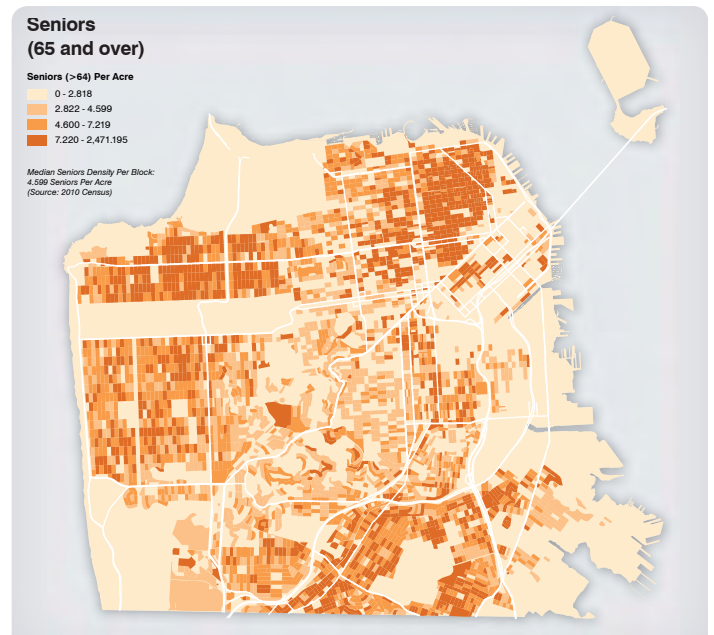 Seniors
(65 and over)
Seniors (>64) Per Acre
0 - 2.818
2.822 - 4.599
4.600 - 7.219
7.220 - 2,471.195
Median Seniors Density Per Block:
4.599 Seniors Per Acre
(Source: 2010 Census)